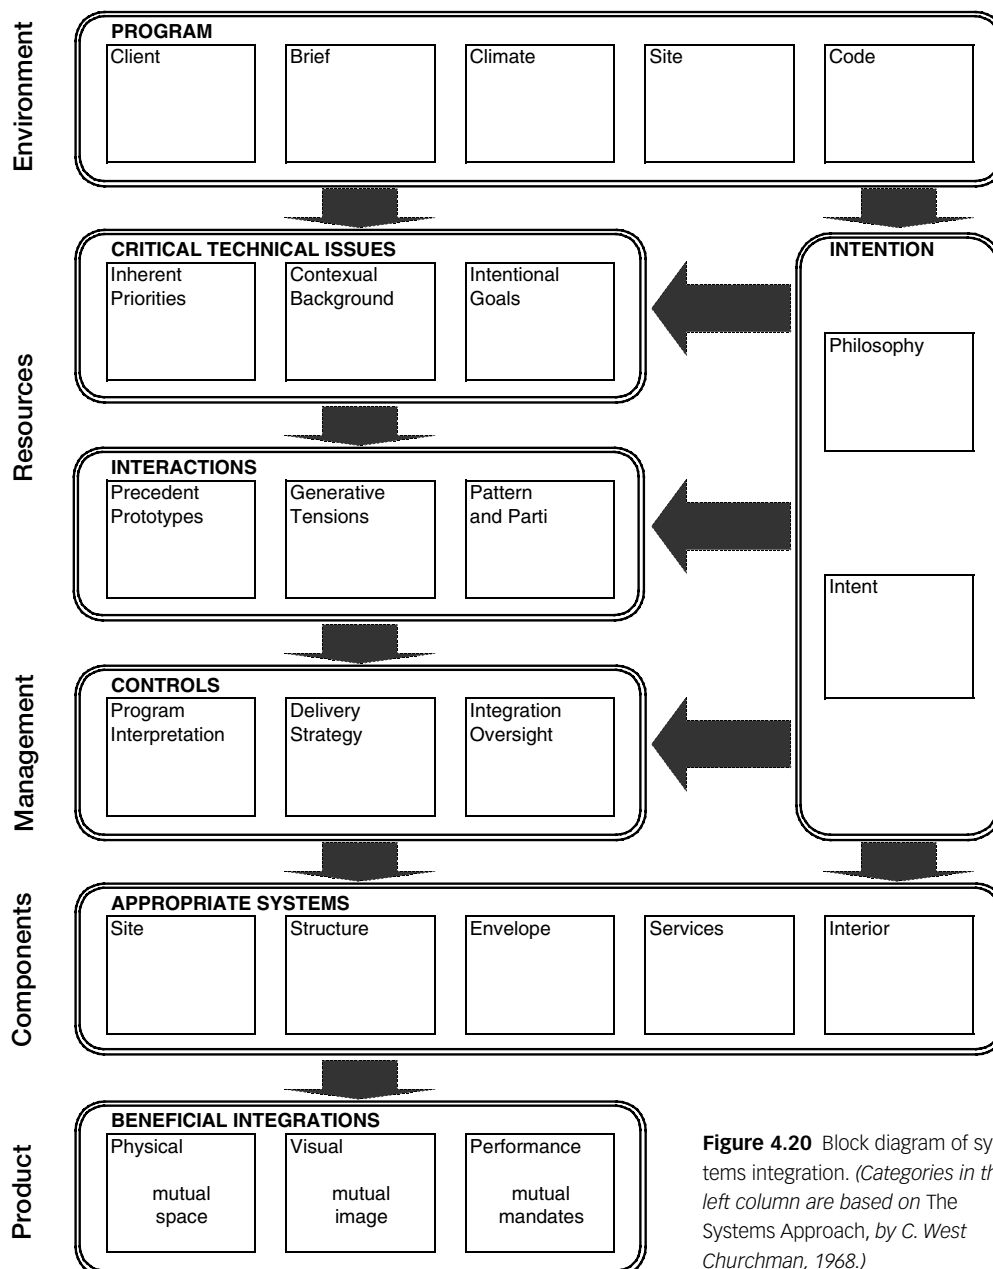 Environment
PROGRAM
Client
Brief
Climate
Site
Code
Resources
CRITICAL TECHNICAL ISSUES
Inherent
Priorities
Contexual
Background
Intentional
Goals
INTENTION
Philosophy
Intent
INTERACTIONS
Precedent
Prototypes
Generative
Tensions
Pattern
and Parti
Management
CONTROLS
Program
Interpretation
Delivery
Strategy
Integration
Oversight
Components
APPROPRIATE SYSTEMS
Site
Structure
Envelope
Services
Interior
Product
BENEFICIAL INTEGRATIONS
Physical
mutual
space
Visual
mutual
image
Performance
mutual
mandates
Figure 4.20 Block diagram of sy
tems integration. (Categories in th
left column are based on The
Systems Approach, by C. West
Churchman, 1968.)